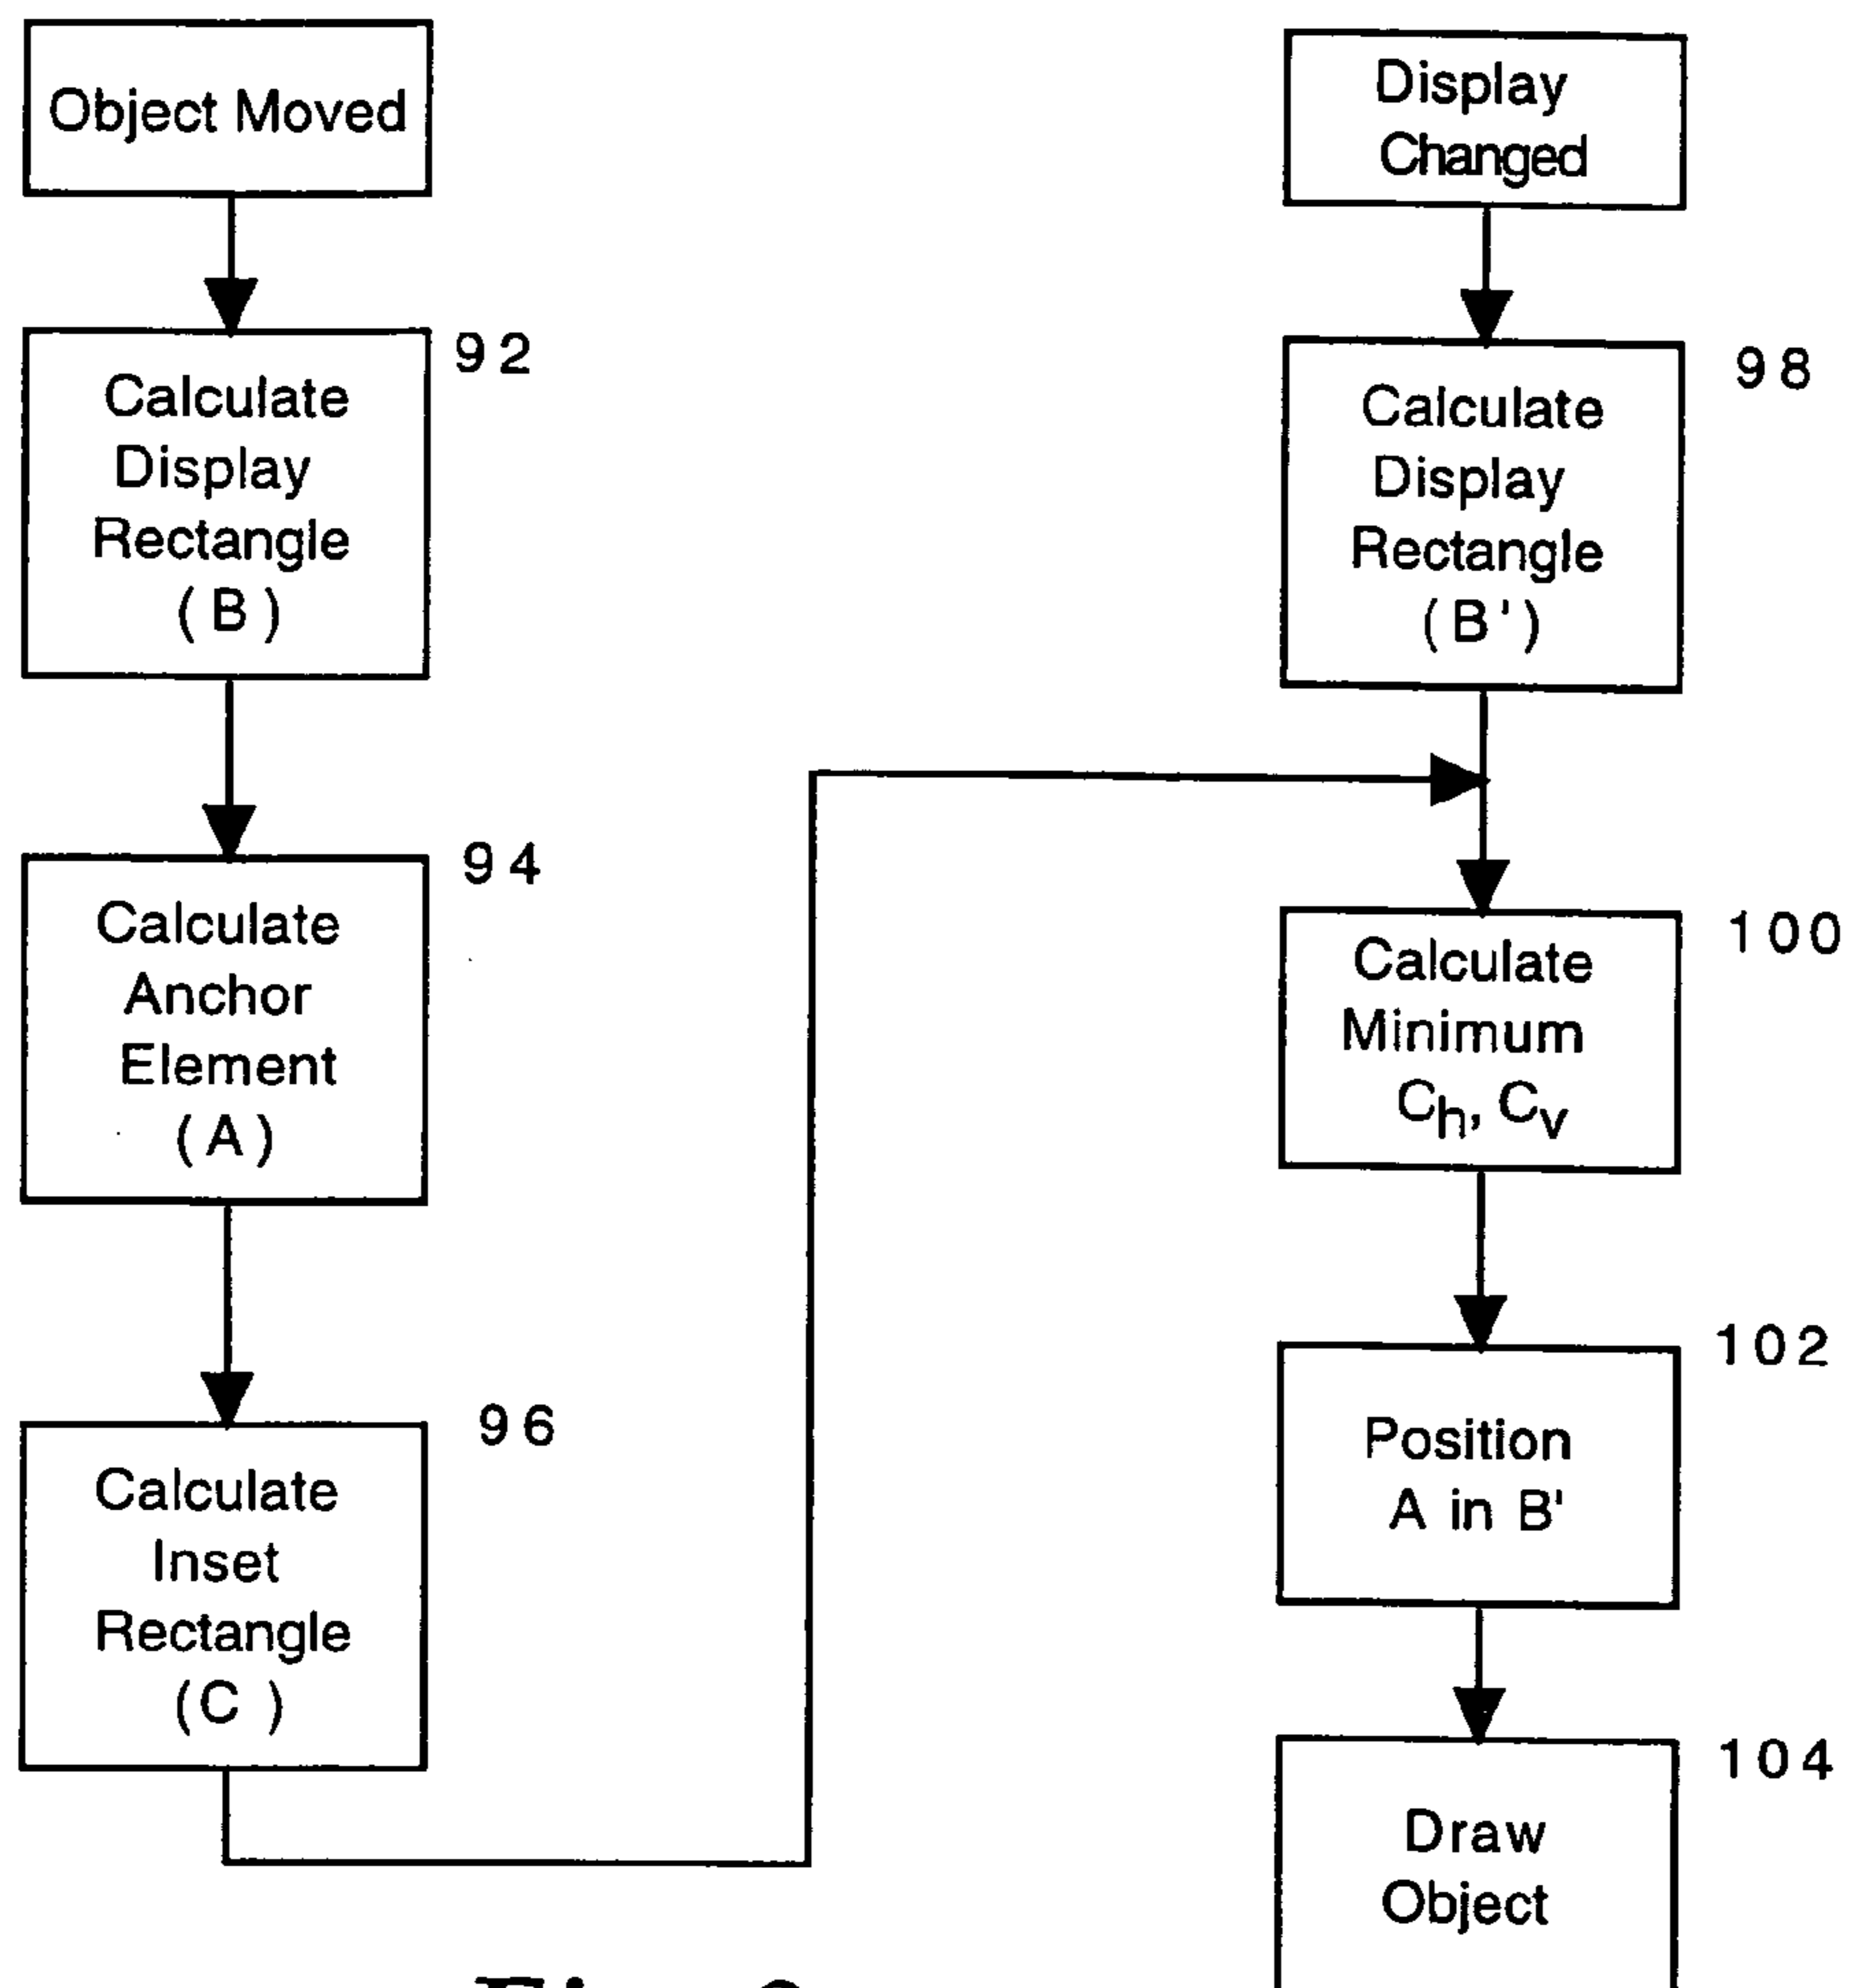 Object Moved
92
Calculate
Display
Rectangle
(B)
94
Calculate
Anchor
Element
(A)
96
Calculate
Inset
Rectangle
(C )
Display
Changed
98
Calculate
Display
Rectangle
(B')
100
Calculate
Minimum
Ch, Cv
102
Position
A in B'
104
Draw
Object